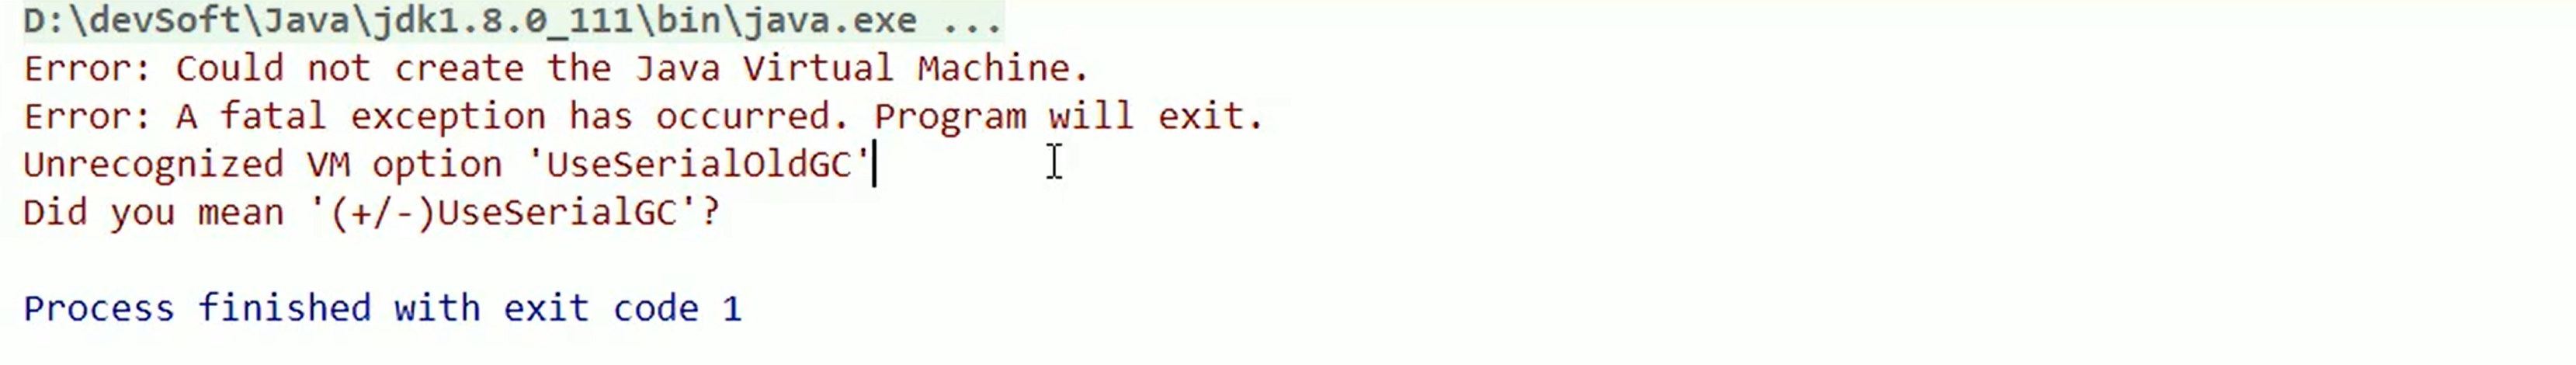 D:\devSoft\Java\jdk1.8.0_111\bin\java.exe ...
Error: Could not create the Java Virtual Machine.
Error: A fatal exception has occurred. Program will exit.
Unrecognized VM option 'UseSerialOldGC'
Did you mean '(+/-)UseSerialGC'?
Process finished with exit code 1